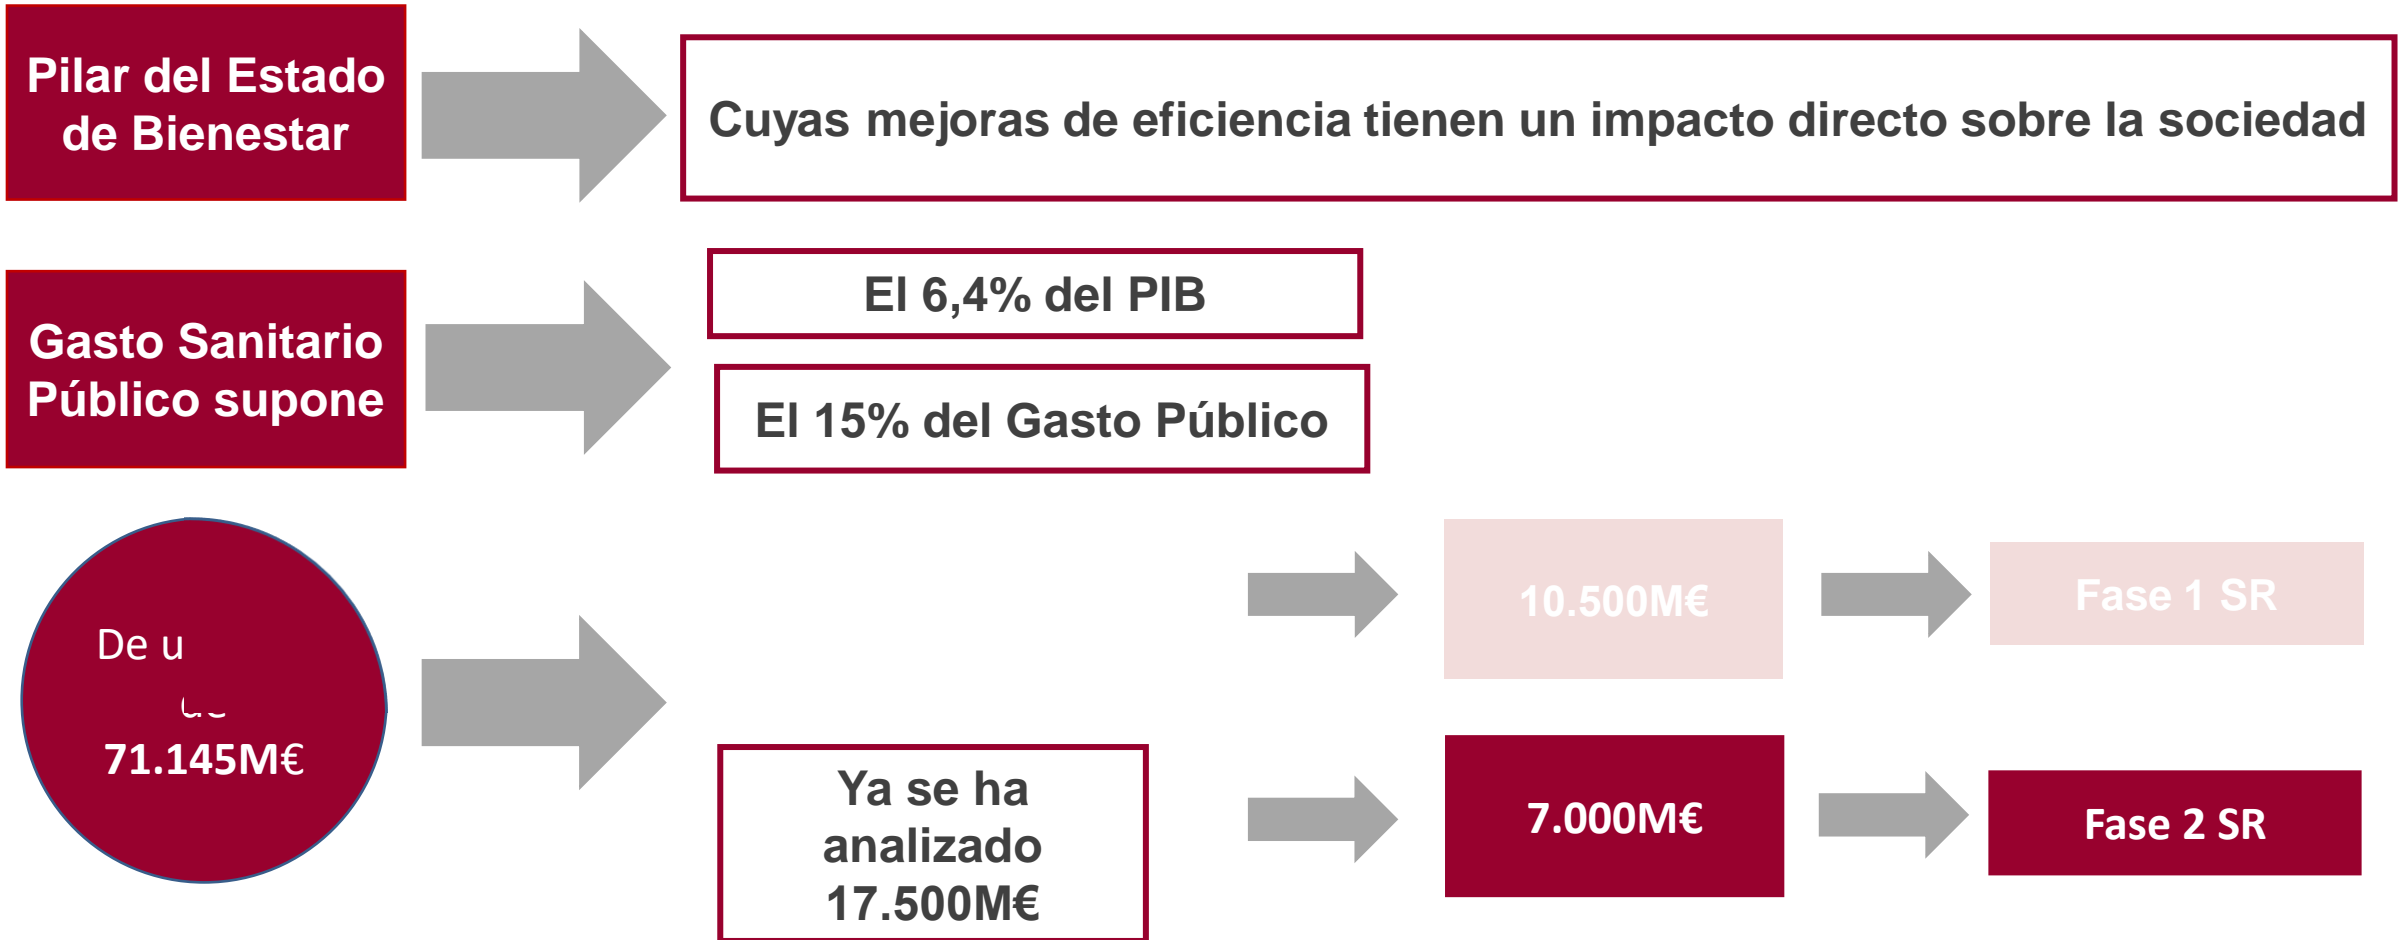 Pilar del Estado
de Bienestar
Cuyas mejoras de eficiencia tienen un impacto directo sobre la sociedad
Gasto Sanitario
Público supone
El 6,4% del PIB
El 15% del Gasto Público
De u
71.145M€
Ya se ha
analizado
17.500M€
10.500M€
Fase 1 SR
7.000M€
Fase 2 SR